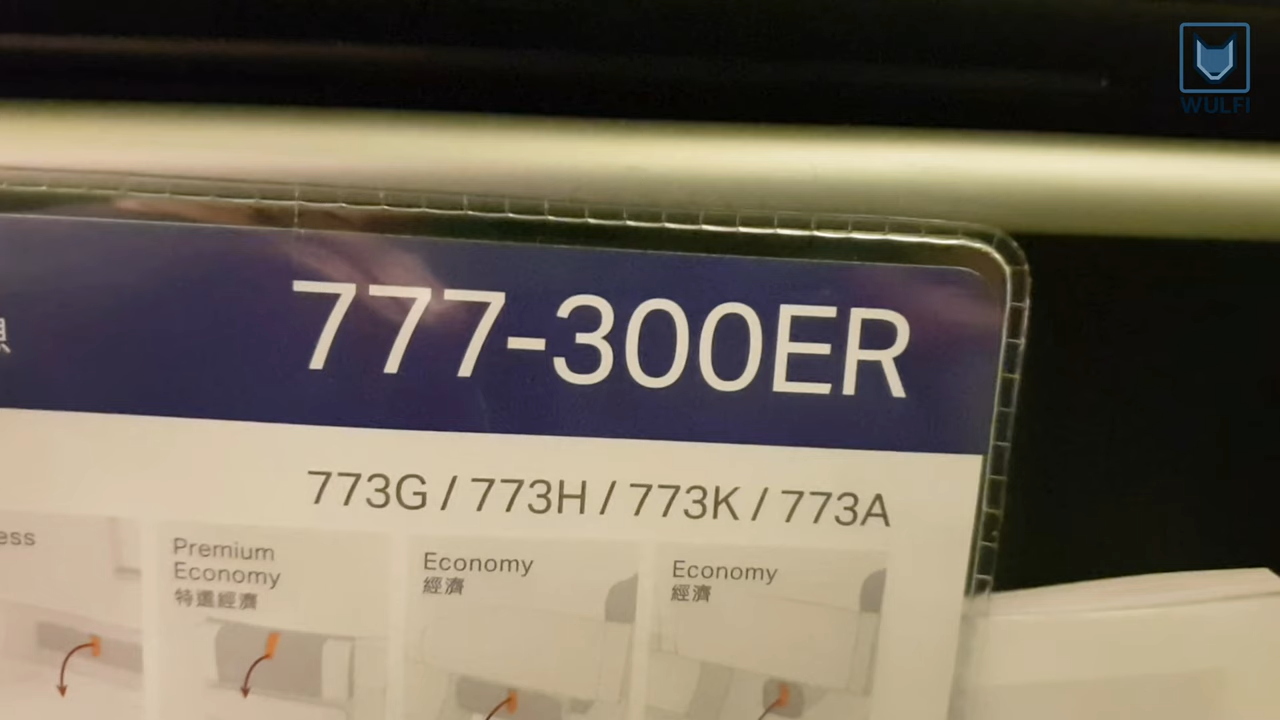 WULFI
777-300ER
773G / 773H / 773K / 773A
Premium
Economy
特選經濟
Economy
經濟
Economy
經濟